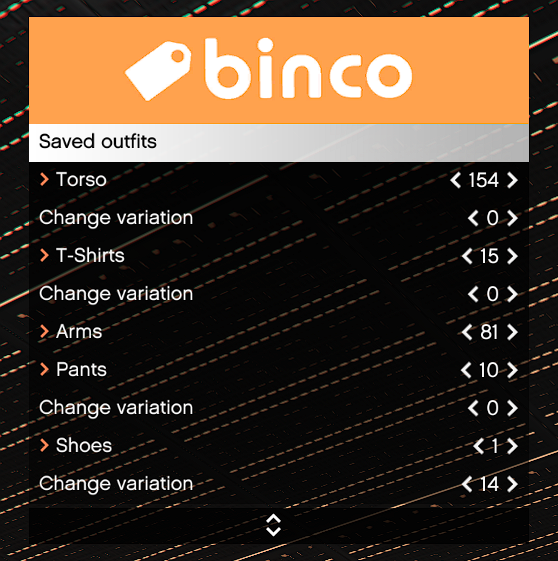 binco
Saved outfits
> Torso < 154 >
Change variation < 0 >
> T-Shirts < 15 >
Change variation < 0 >
> Arms < 81 >
> Pants < 10 >
Change variation < 0 >
> Shoes < 1 >
Change variation < 14 >